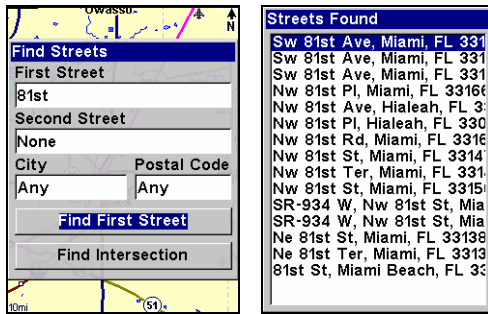 Owasso
N
Find Streets
First Street
81st
Second Street
None
City Postal Code
Any Any
Find First Street
Find Intersection
10mi
51
Streets Found
Sw 81st Ave, Miami, FL 331
Sw 81st Ave, Miami, FL 331
Sw 81st Ave, Miami, FL 331
Nw 81st Pl, Miami, FL 33166
Nw 81st Ave, Hialeah, FL 3
Nw 81st Pl, Hialeah, FL 330
Nw 81st Rd, Miami, FL 3316
Nw 81st St, Miami, FL 33147
Nw 81st Ter, Miami, FL 331
Nw 81st St, Miami, FL 3315
SR-934 W, Nw 81st St, Mia
SR-934 W, Nw 81st St, Mia
Ne 81st St, Miami, FL 33138
Ne 81st Ter, Miami, FL 3313
81st St, Miami Beach, FL 33